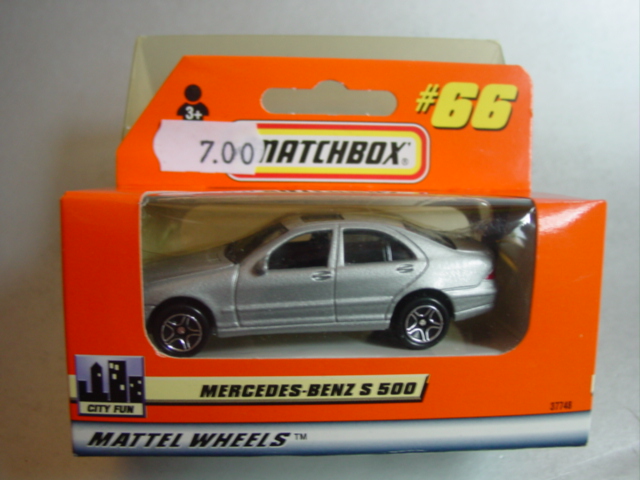 #66
3+
7.00
MATCHBOX®
MERCEDES-BENZ S 500
CITY FUN
37748
MATTEL WHEELS™